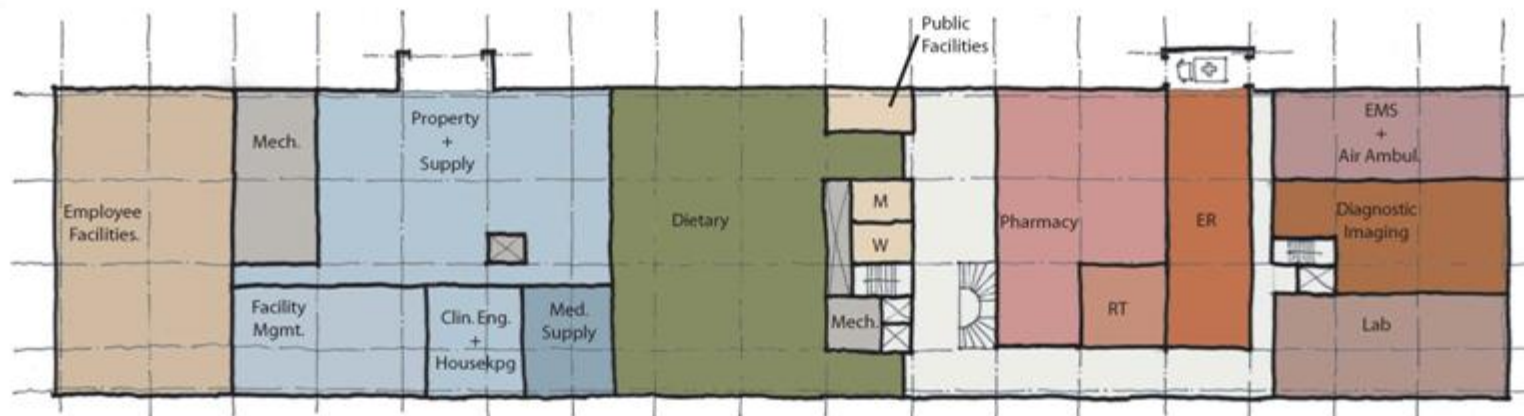 Public
Facilities
Mech.
Property
+
Supply
EMS
+
Air Ambul.
Employee
Facilities.
Dietary
M
W
Pharmacy
ER
Diagnostic
Imaging
Facility
Mgmt.
Clin. Eng.
+
Housekpg
Med.
Supply
Mech.
RT
Lab